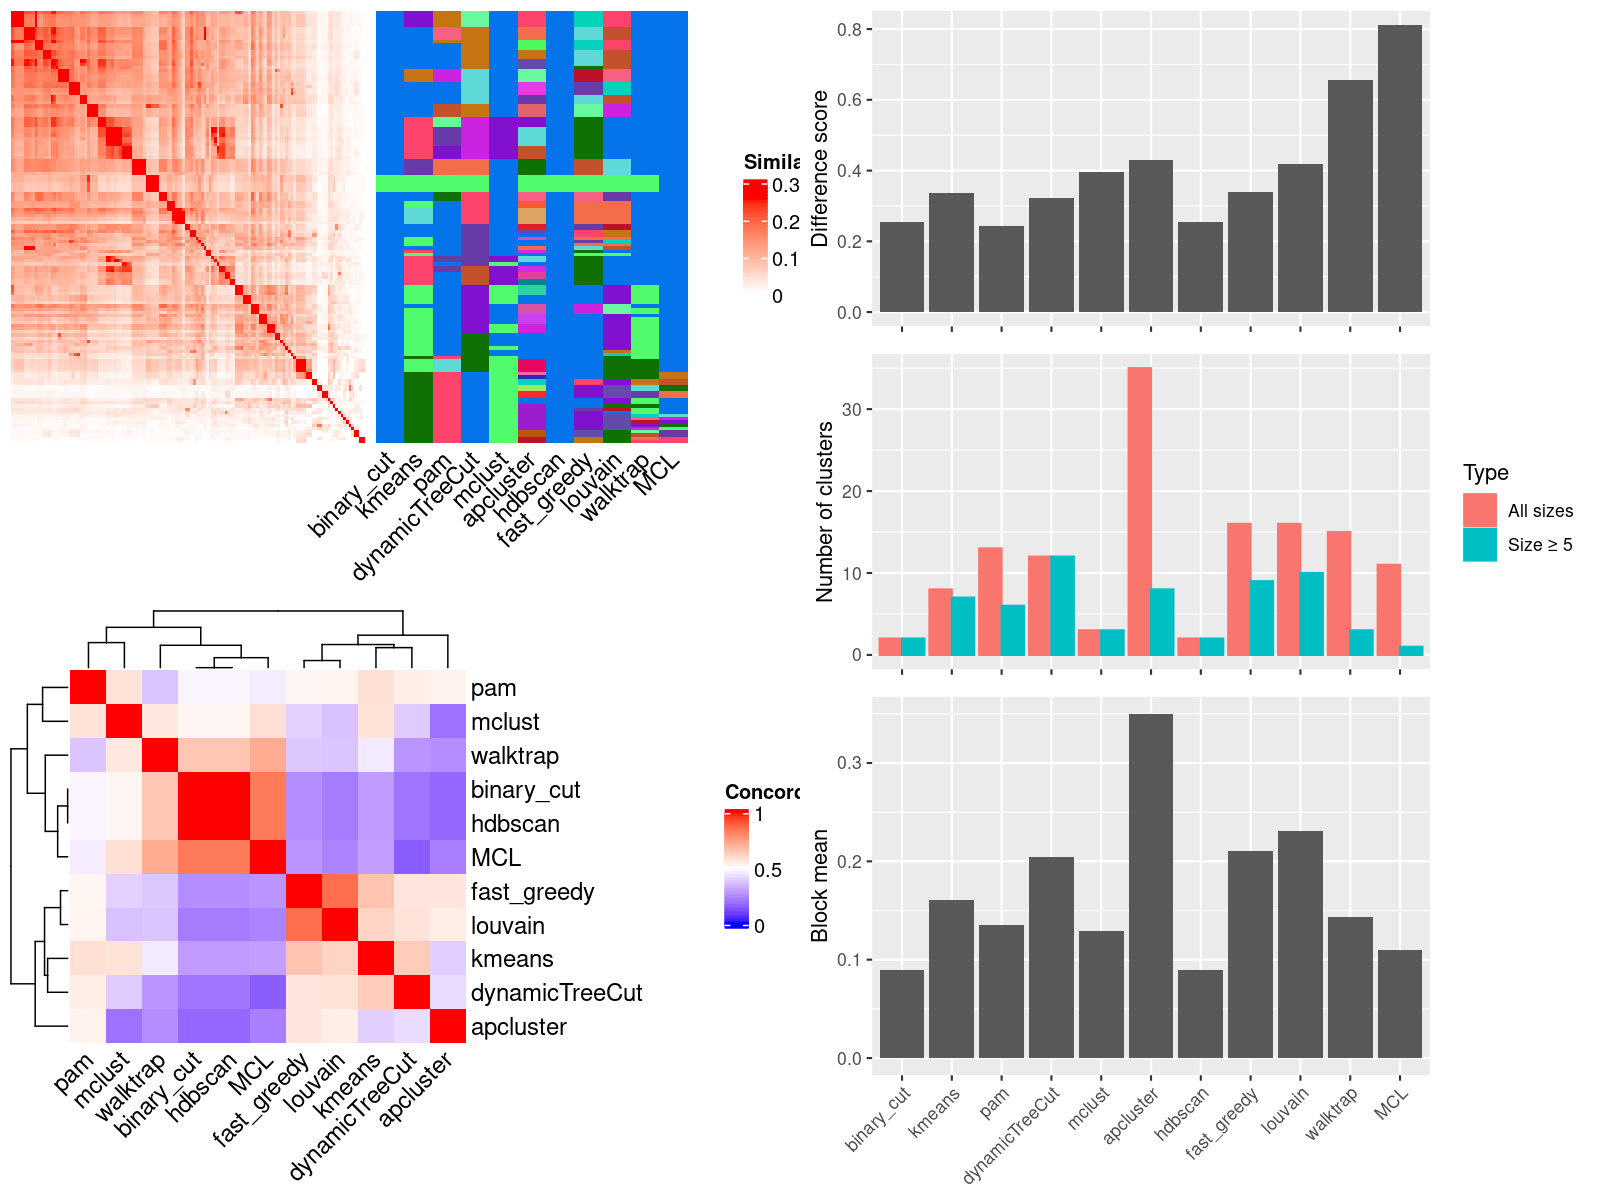 Simila
0.3
0.2
0.1
0
binary_cut
kmeans
pam
dynamicTreeCut
mclust
apcluster
hdbscan
fast_greedy
louvain
walktrap
MCL
pam
mclust
walktrap
binary_cut
hdbscan
MCL
fast_greedy
louvain
kmeans
dynamicTreeCut
apcluster
pam
mclust
walktrap
binary_cut
hdbscan
MCL
fast_greedy
louvain
kmeans
dynamicTreeCut
apcluster
Concord
1
0.5
0
Difference score
0.8
0.6
0.4
0.2
0.0
Number of clusters
30
20
10
0
Type
All sizes
Size ≥ 5
Block mean
0.3
0.2
0.1
0.0
binary_cut
kmeans
pam
dynamicTreeCut
mclust
apcluster
hdbscan
fast_greedy
louvain
walktrap
MCL